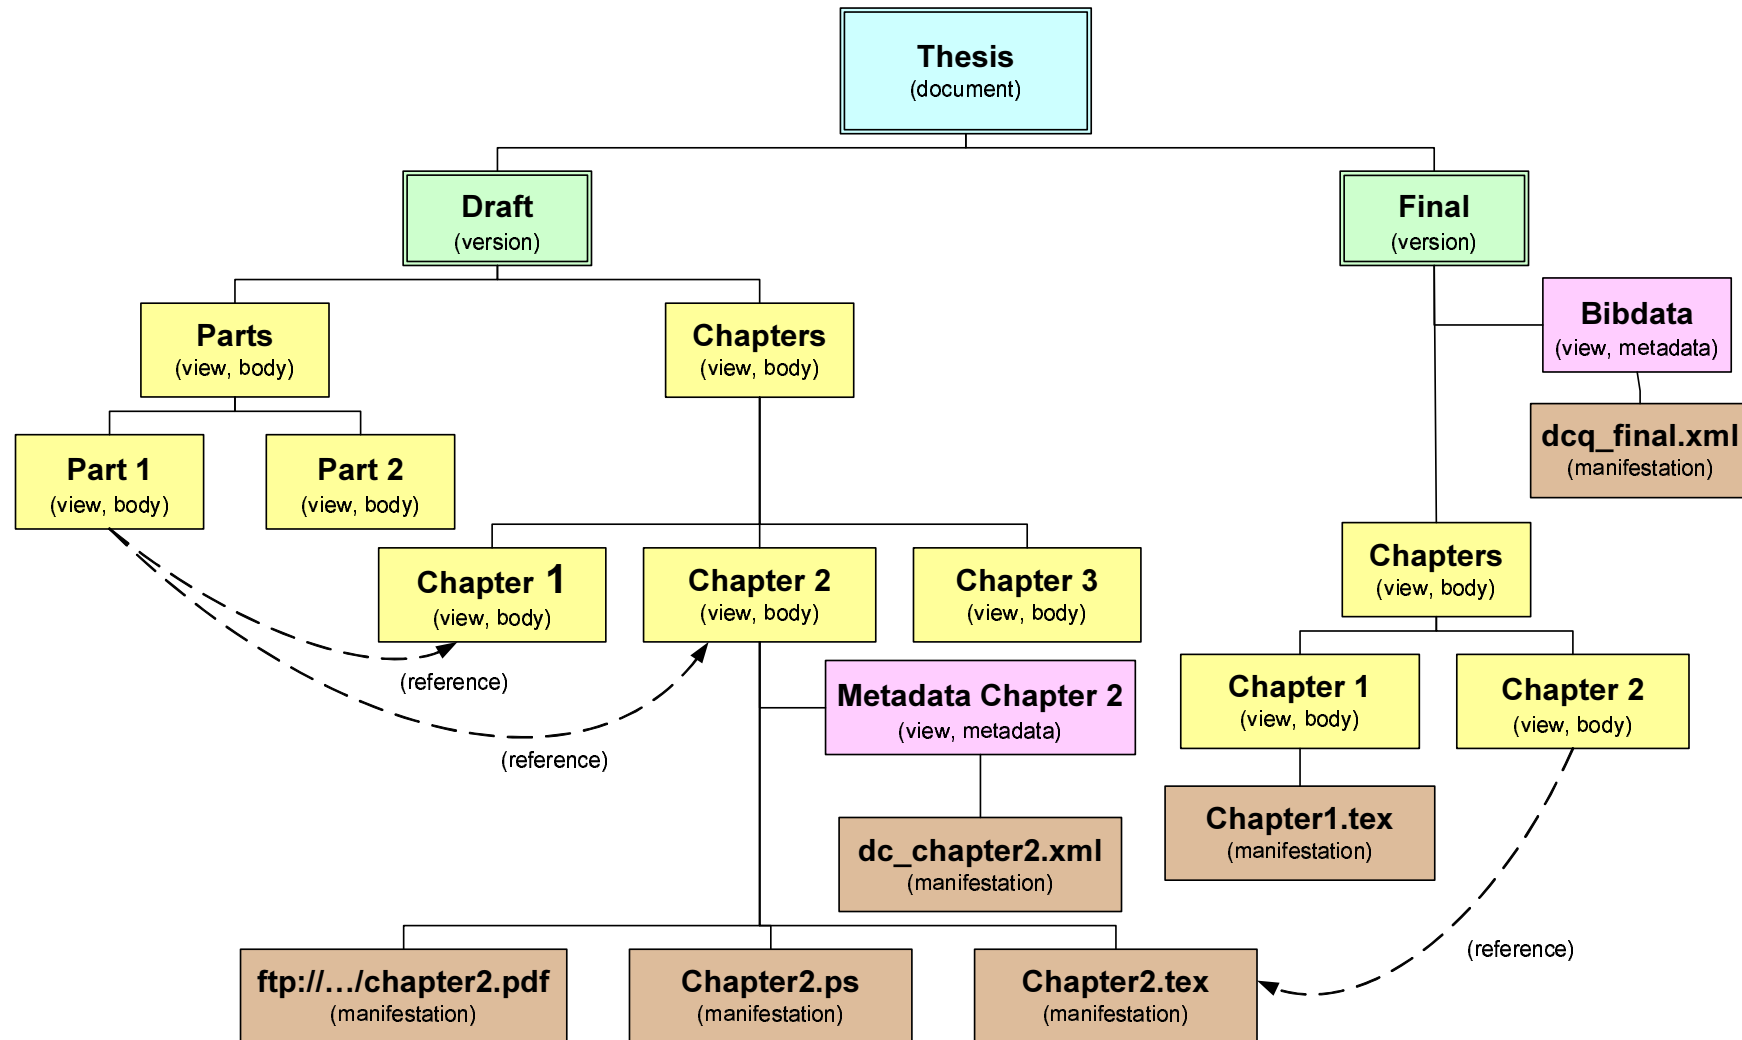 Thesis
(document)
Draft
(version)
Final
(version)
Parts
(view, body)
Chapters
(view, body)
Bibdata
(view, metadata)
dcq_final.xml
(manifestation)
Part 1
(view, body)
Part 2
(view, body)
Chapter 1
(view, body)
Chapter 2
(view, body)
Chapter 3
(view, body)
Chapters
(view, body)
(reference)
(reference)
Metadata Chapter 2
(view, metadata)
Chapter 1
(view, body)
Chapter 2
(view, body)
dc_chapter2.xml
(manifestation)
Chapter1.tex
(manifestation)
(reference)
ftp://…/chapter2.pdf
(manifestation)
Chapter2.ps
(manifestation)
Chapter2.tex
(manifestation)